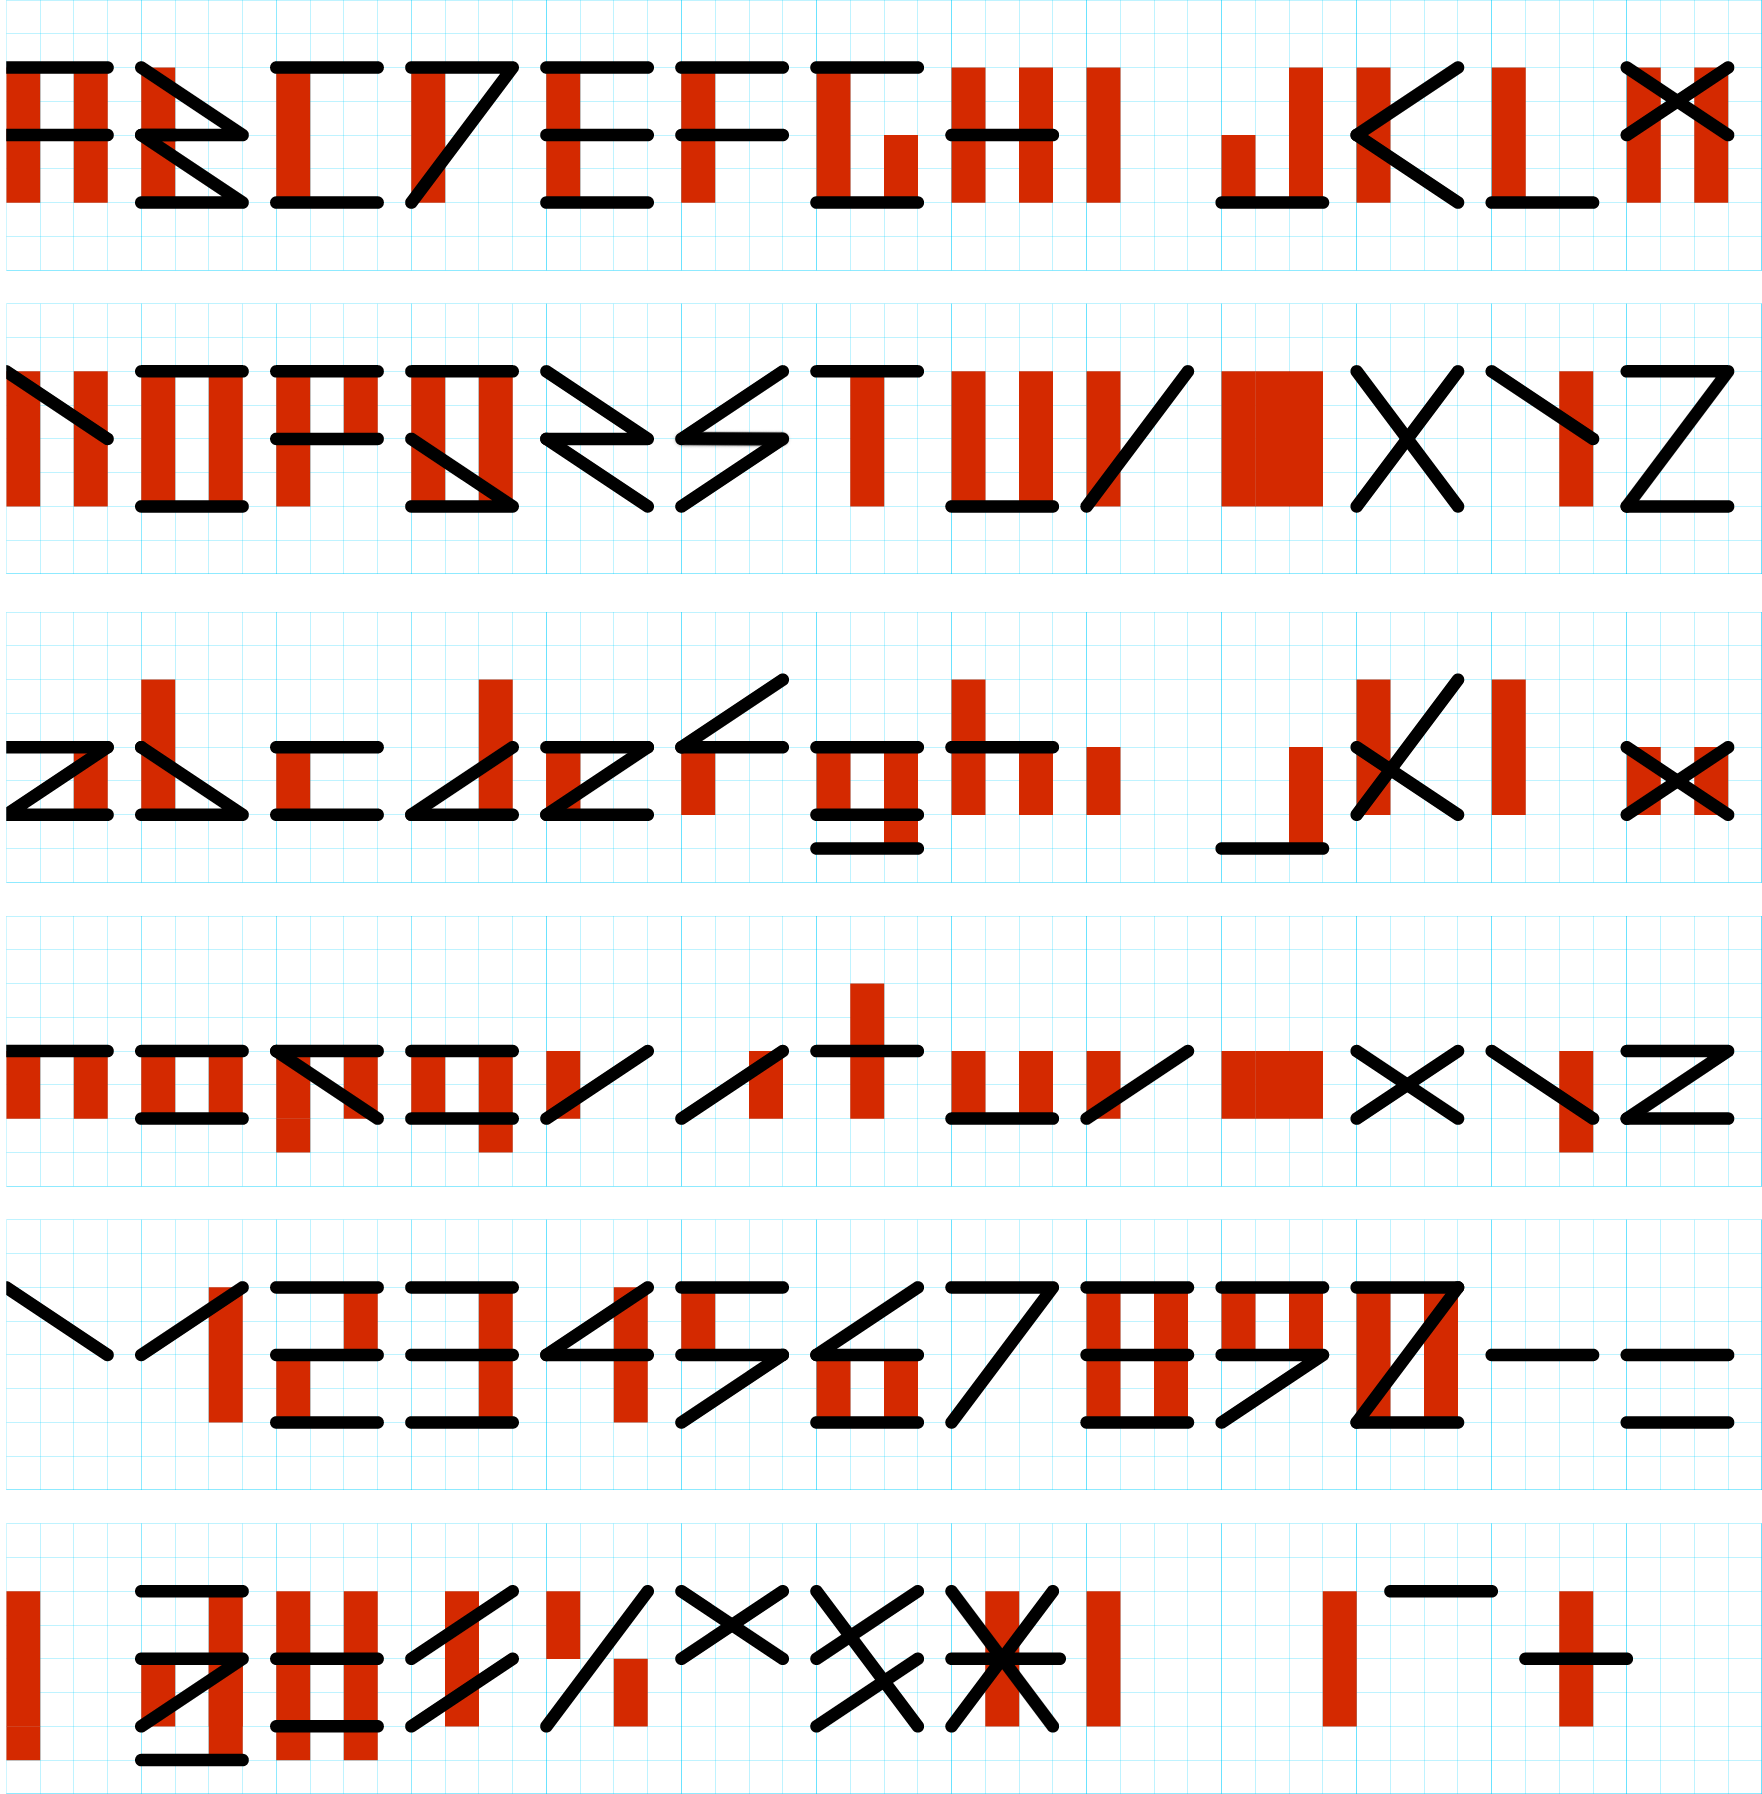 ABCDEFGHIJKLM
NOPQRSTUVWXYZ
abcdefghijklm
nopqrstuvwxyz
`1234567890-=
|@#$%^&*()_+